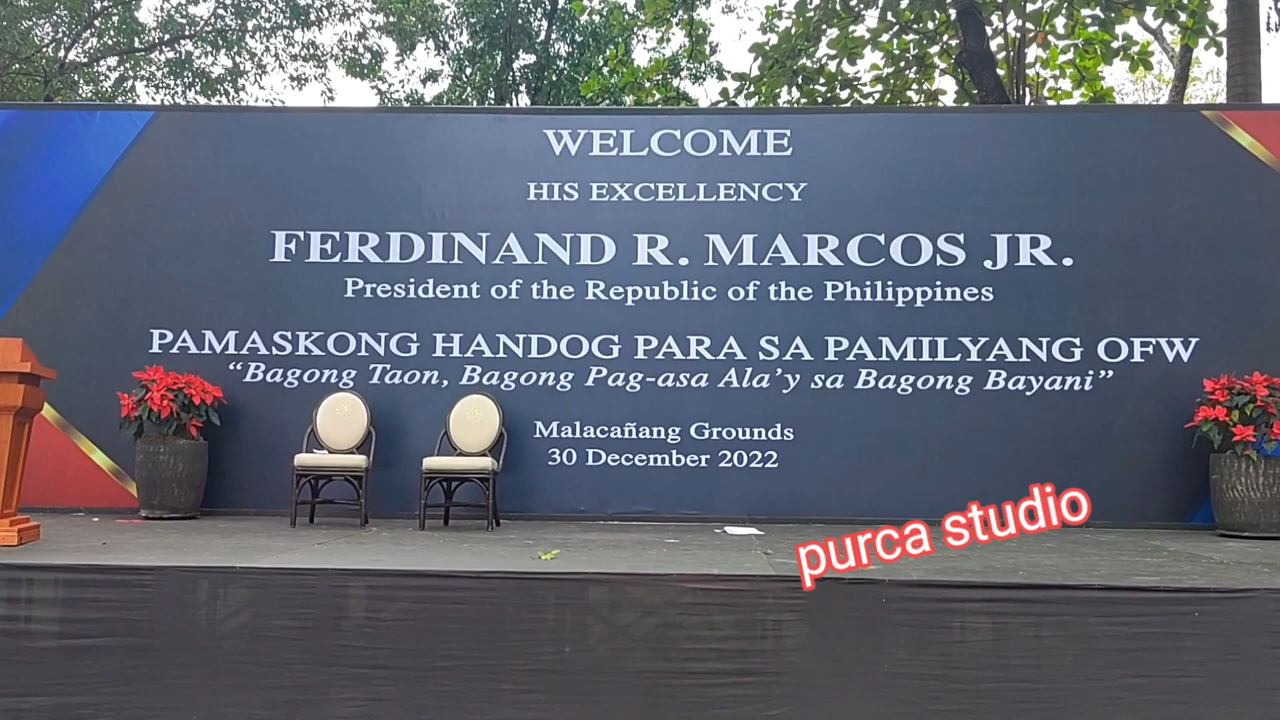 WELCOME
HIS EXCELLENCY
FERDINAND R. MARCOS JR.
President of the Republic of the Philippines
PAMASKONG HANDOG PARA SA PAMILYANG OFW
“Bagong Taon, Bagong Pag-asa Ala’y sa Bagong Bayani”
Malacañang Grounds
30 December 2022
purca studio